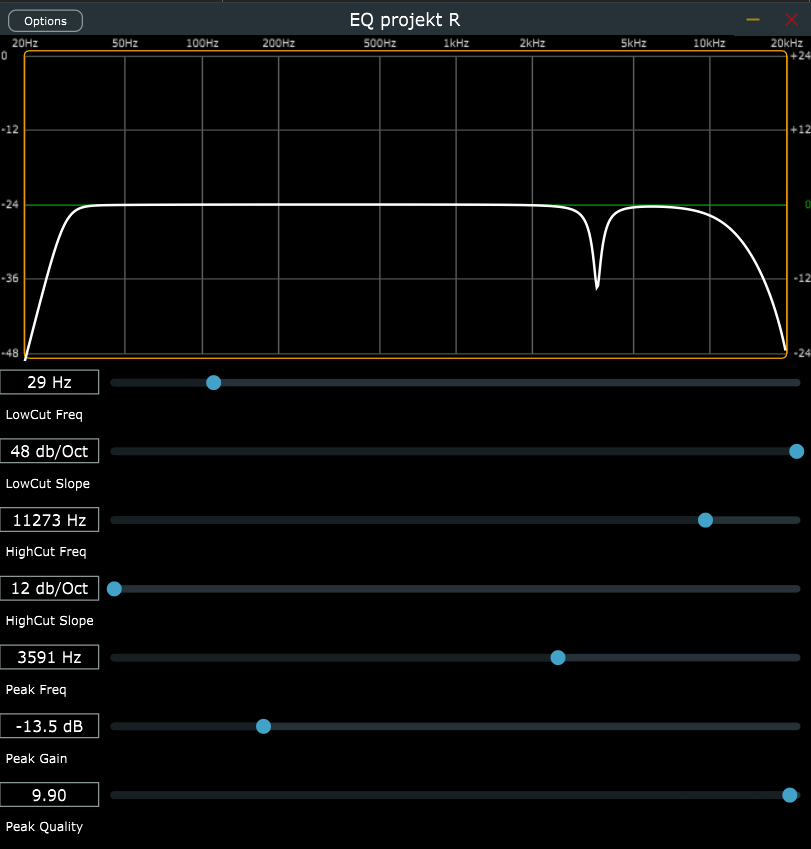 Options
EQ projekt R
20Hz 50Hz 100Hz 200Hz 500Hz 1kHz 2kHz 5kHz 10kHz 20kHz
0 +24
-12 +12
-24 0
-36 -12
-48 -24
29 Hz
LowCut Freq
48 db/Oct
LowCut Slope
11273 Hz
HighCut Freq
12 db/Oct
HighCut Slope
3591 Hz
Peak Freq
-13.5 dB
Peak Gain
9.90
Peak Quality